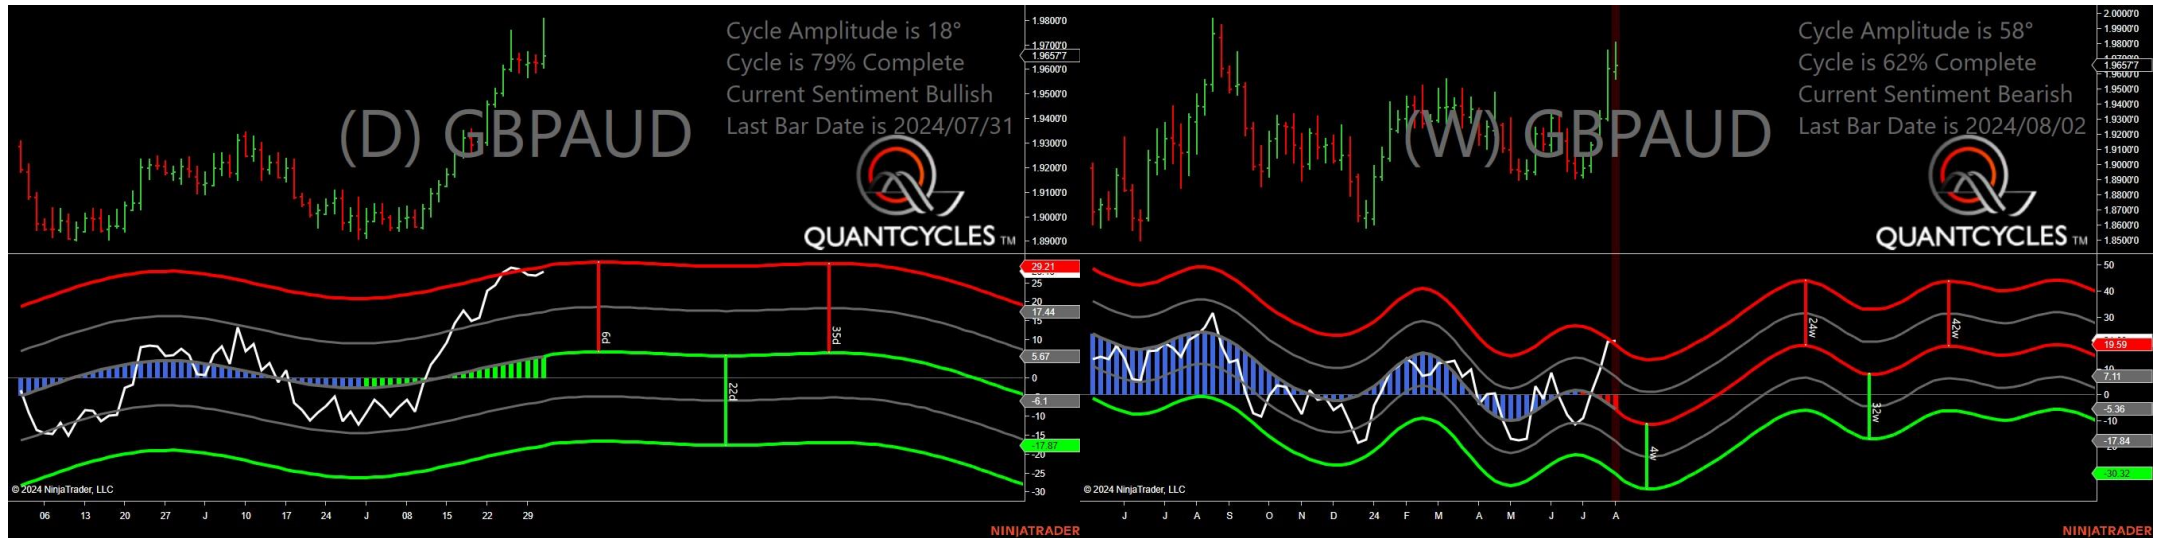 Cycle Amplitude is 18°
Cycle is 79% Complete
Current Sentiment Bullish
Last Bar Date is 2024/07/31
(D) GBPAUD
QUANTCYCLES TM
1.9800'0
1.9700'0
1.9657'7
1.9600'0
1.9500'0
1.9400'0
1.9300'0
1.9200'0
1.9100'0
1.9000'0
1.8900'0
29.21
25
20
17.44
15
10
5.67
0
-6.1
-10
-15
-17.87
-20
-25
-30
6d
35d
22d
© 2024 NinjaTrader, LLC
06 13 20 27 J 10 17 24 J 08 15 22 29
NINJATRADER
Cycle Amplitude is 58°
Cycle is 62% Complete
Current Sentiment Bearish
Last Bar Date is 2024/08/02
(W) GBPAUD
QUANTCYCLES TM
2.0000'0
1.9900'0
1.9800'0
1.9657'7
1.9600'0
1.9500'0
1.9400'0
1.9300'0
1.9200'0
1.9100'0
1.9000'0
1.8900'0
1.8800'0
1.8700'0
1.8600'0
1.8500'0
50
40
30
19.59
7.11
0
-5.36
-10
-17.84
-30.32
24w
42w
32w
4w
© 2024 NinjaTrader, LLC
J J A S O N D 24 F M A M J J A
NINJATRADER